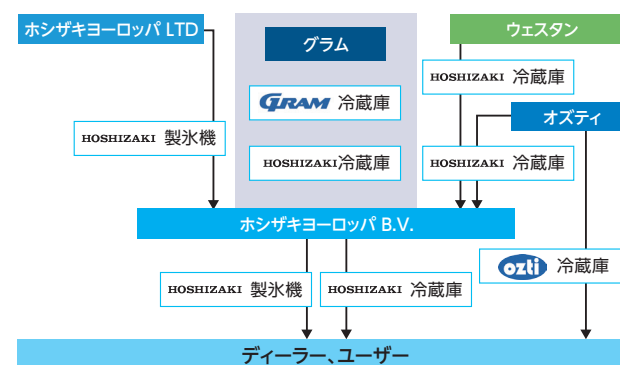 ホシザキヨーロッパ LTD
グラム
ウェスタン
HOSHIZAKI 冷蔵庫
GRAM 冷蔵庫
オズティ
HOSHIZAKI 製氷機
HOSHIZAKI冷蔵庫
HOSHIZAKI 冷蔵庫
ホシザキヨーロッパ B.V.
ozti 冷蔵庫
HOSHIZAKI 製氷機
HOSHIZAKI 冷蔵庫
ディーラー、ユーザー